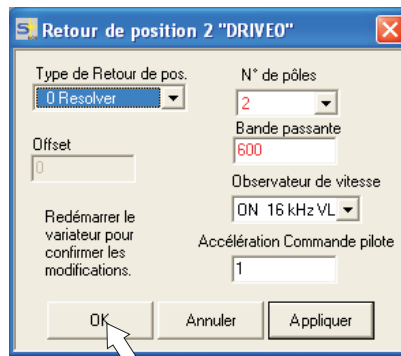 Retour de position 2 "DRIVE0"
Type de Retour de pos.
0 Resolver
Offset
0
Redémarrer le
variateur pour
confirmer les
modifications.
N° de pôles
2
Bande passante
600
Observateur de vitesse
ON 16 kHz VL
Accélération Commande pilote
1
OK
Annuler
Appliquer